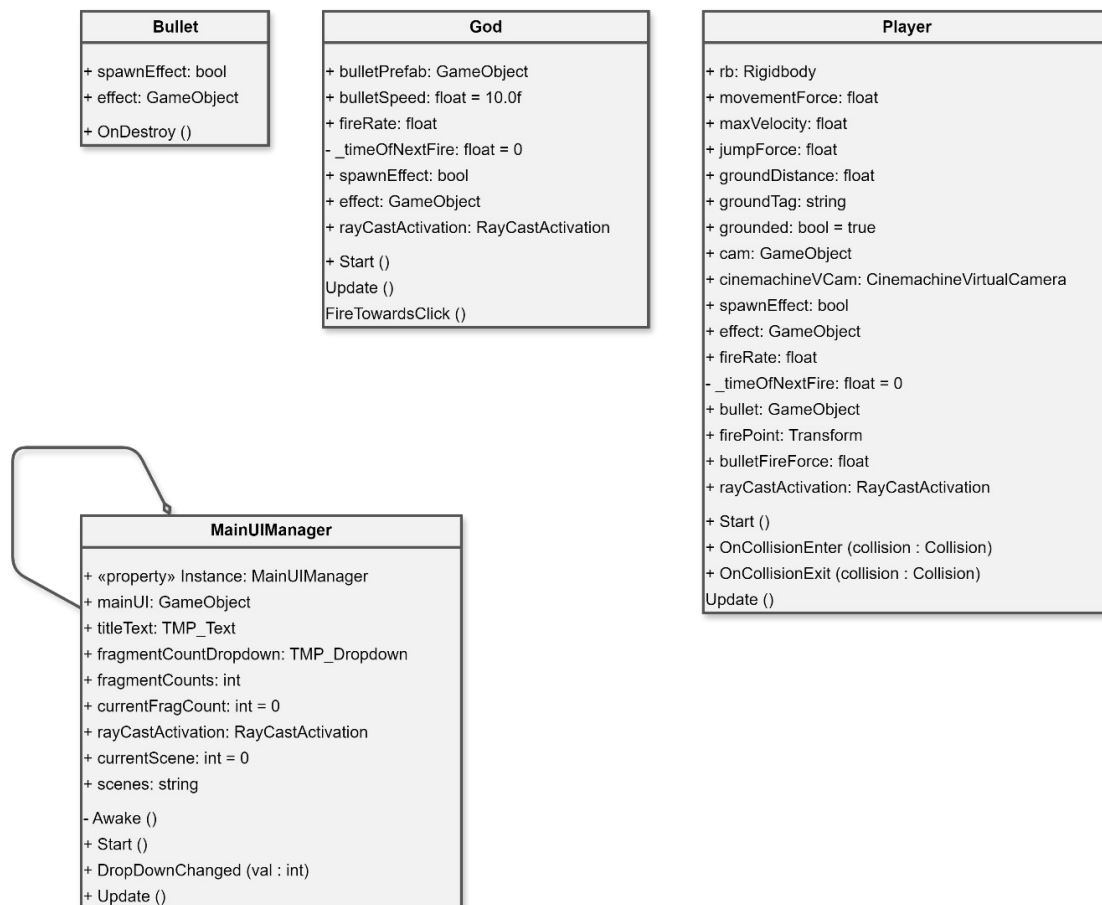 Bullet
+ spawnEffect: bool
+ effect: GameObject
+ OnDestroy ()
God
+ bulletPrefab: GameObject
+ bulletSpeed: float = 10.0f
+ fireRate: float
- _timeOfNextFire: float = 0
+ spawnEffect: bool
+ effect: GameObject
+ rayCastActivation: RayCastActivation
+ Start ()
Update ()
FireTowardsClick ()
Player
+ rb: Rigidbody
+ movementForce: float
+ maxVelocity: float
+ jumpForce: float
+ groundDistance: float
+ groundTag: string
+ grounded: bool = true
+ cam: GameObject
+ cinemachineVCam: CinemachineVirtualCamera
+ spawnEffect: bool
+ effect: GameObject
+ fireRate: float
- _timeOfNextFire: float = 0
+ bullet: GameObject
+ firePoint: Transform
+ bulletFireForce: float
+ rayCastActivation: RayCastActivation
+ Start ()
+ OnCollisionEnter (collision : Collision)
+ OnCollisionExit (collision : Collision)
Update ()
MainUIManager
+ «property» Instance: MainUIManager
+ mainUI: GameObject
+ titleText: TMP_Text
+ fragmentCountDropdown: TMP_Dropdown
+ fragmentCounts: int
+ currentFragCount: int = 0
+ rayCastActivation: RayCastActivation
+ currentScene: int = 0
+ scenes: string
- Awake ()
+ Start ()
+ DropDownChanged (val : int)
+ Update ()